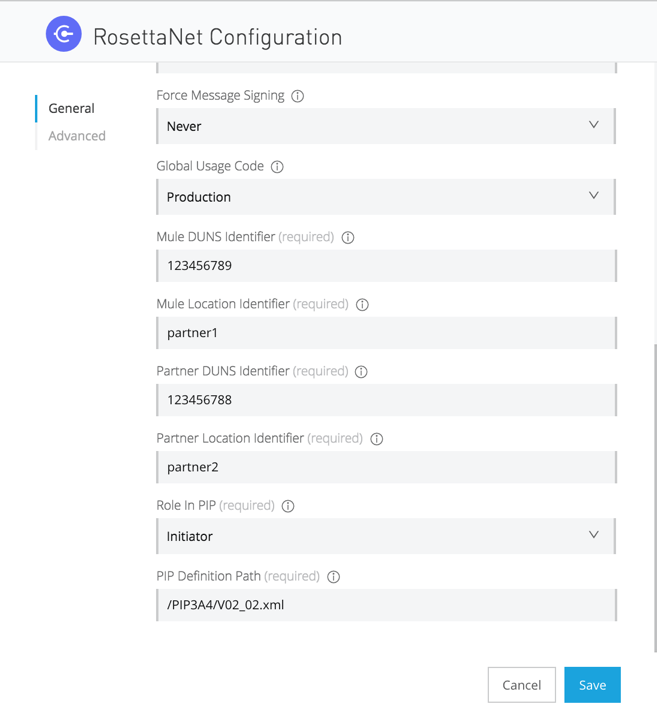 RosettaNet Configuration
General
Advanced
Force Message Signing
Never
Global Usage Code
Production
Mule DUNS Identifier (required)
123456789
Mule Location Identifier (required)
partner1
Partner DUNS Identifier (required)
123456788
Partner Location Identifier (required)
partner2
Role In PIP (required)
Initiator
PIP Definition Path (required)
/PIP3A4/V02_02.xml
Cancel
Save